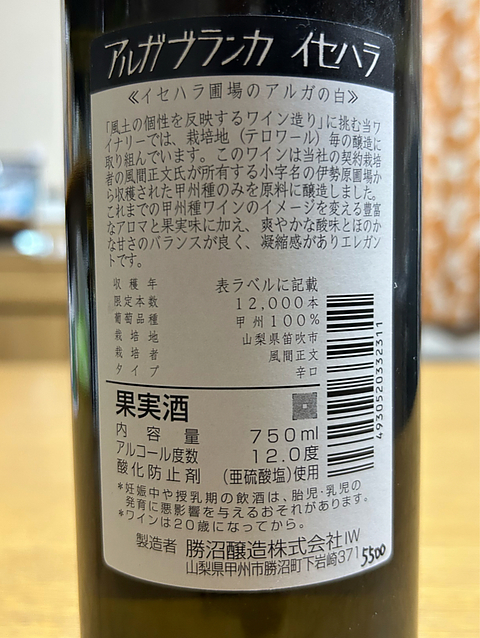 アルガブランカ イセハラ
≪イセハラ圃場のアルガの白≫
「風土の個性を反映するワイン造り」に挑む当ワ
イナリーでは、栽培地（テロワール）毎の醸造に
取り組んでいます。このワインは当社の契約栽培
者の風間正文氏が所有する小字名の伊勢原圃場か
ら収穫された甲州種のみを原料に醸造しました。
これまでの甲州種ワインのイメージを変える豊富
なアロマと果実味に加え、爽やかな酸味とほのか
な甘さのバランスが良く、凝縮感がありエレガン
トです。
収穫年 表ラベルに記載
限定本数 12,000本
葡萄品種 甲州100%
栽培地 山梨県笛吹市
栽培者 風間正文
タイプ 辛口
4930520332311
果実酒
内容量 750ml
アルコール度数 12.0度
酸化防止剤 (亜硫酸塩)使用
*妊娠中や授乳期の飲酒は、胎児・乳児の
発育に悪影響を与えるおそれがあります。
*ワインは20歳になってから。
製造者 勝沼醸造株式会社IW
山梨県甲州市勝沼町下岩崎371
5500